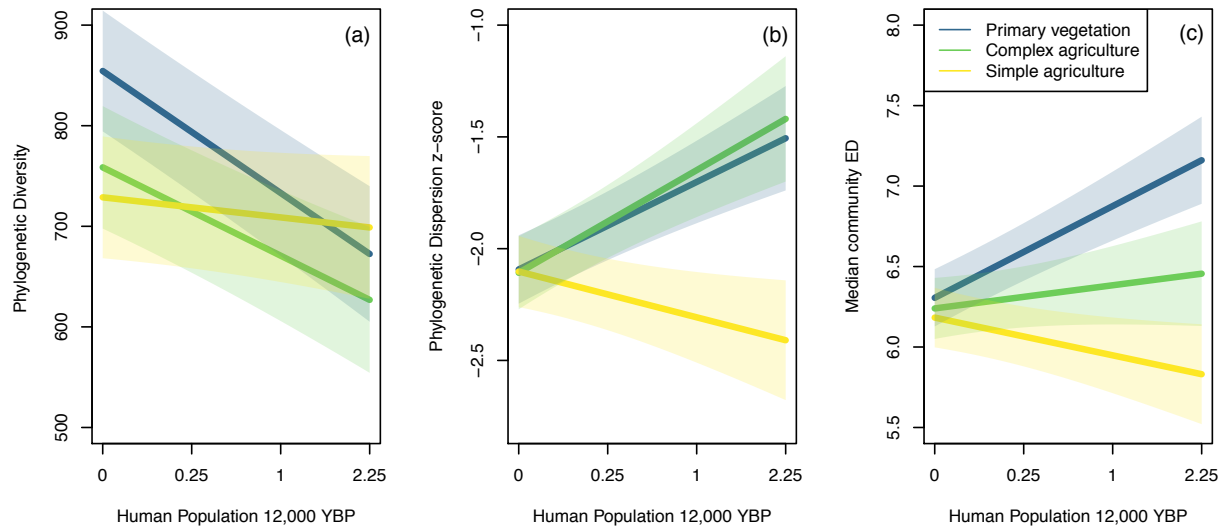 (a)
900
800
700
600
500
Phylogenetic Diversity
0
0.25
1
2.25
Human Population 12,000 YBP
(b)
−1.0
−1.5
−2.0
−2.5
Phylogenetic Dispersion z−score
0
0.25
1
2.25
Human Population 12,000 YBP
Primary vegetation
Complex agriculture
Simple agriculture
(c)
8.0
7.5
7.0
6.5
6.0
5.5
Median community ED
0
0.25
1
2.25
Human Population 12,000 YBP